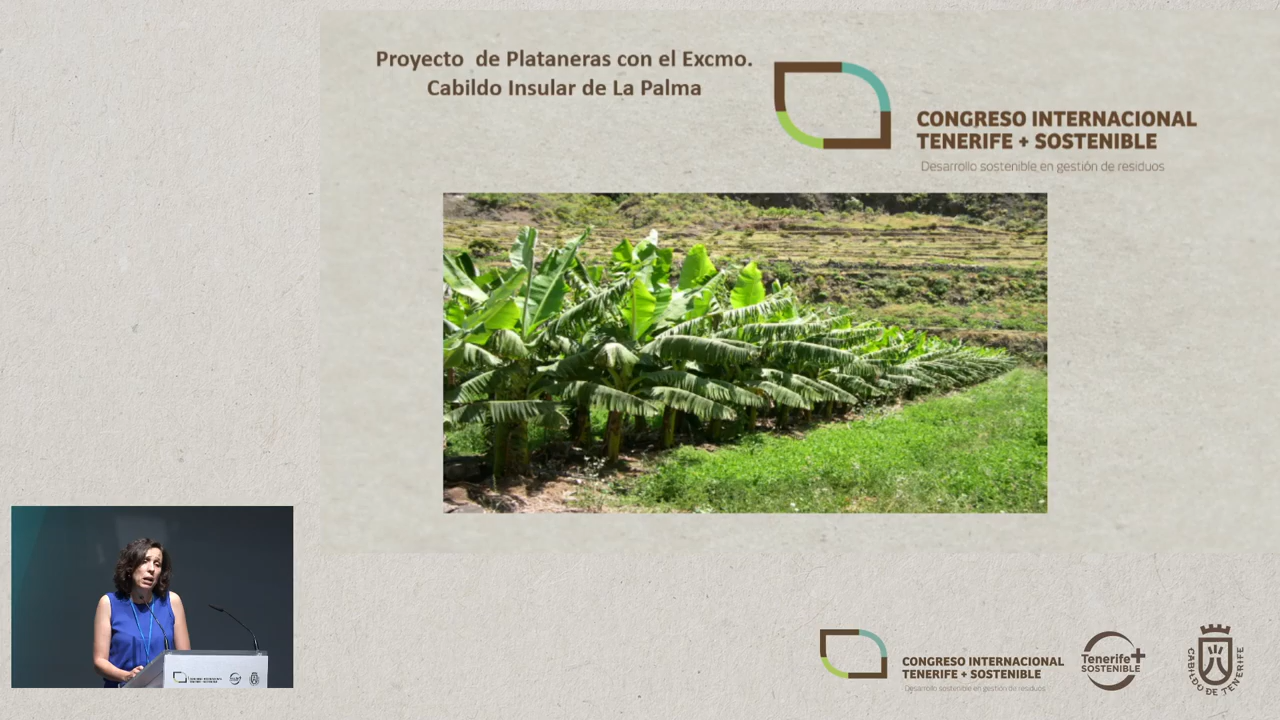 Proyecto  de Plataneras con el Excmo.
Cabildo Insular de La Palma
CONGRESO INTERNACIONAL
TENERIFE + SOSTENIBLE
Desarrollo sostenible en gestión de residuos
CONGRESO INTERNACIONAL
TENERIFE + SOSTENIBLE
Desarrollo sostenible en gestión de residuos
Tenerife+
SOSTENIBLE
CABILDO DE TENERIFE